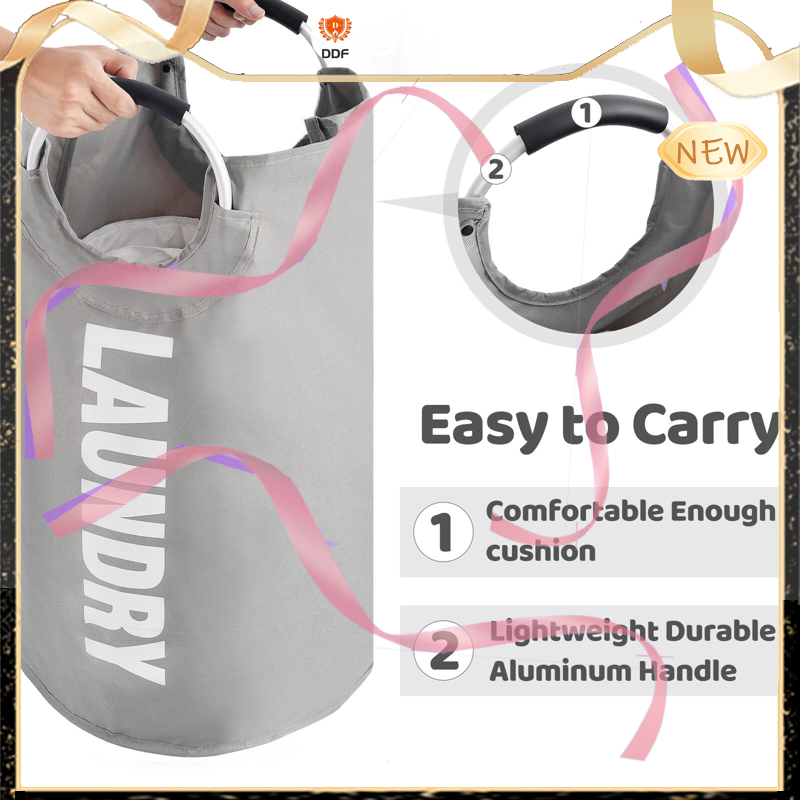 DDF
1
NEW
2
LAUNDRY
Easy to Carry
1
Comfortable Enough
cushion
2
Lightweight Durable
Aluminum Handle